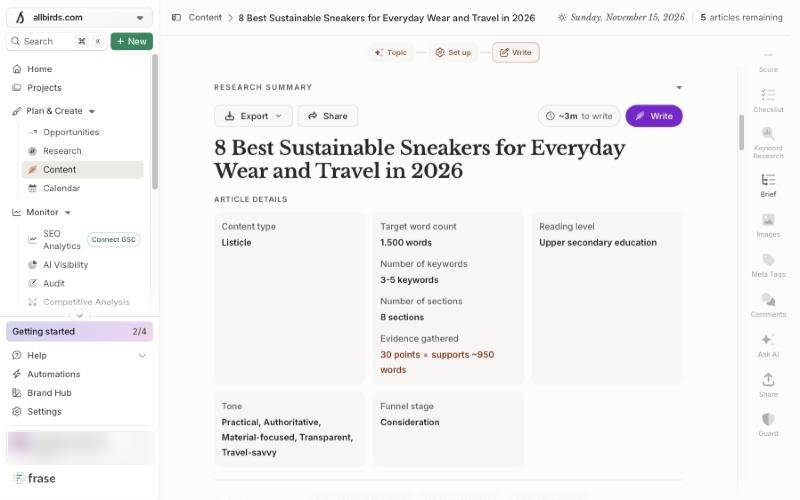 allbirds.com
Search
⌘ K
+ New
Home
Projects
Plan & Create
Opportunities
Research
Content
Calendar
Monitor
SEO
Analytics
Connect GSC
AI Visibility
Audit
Competitive Analysis
Getting started 2/4
Help
Automations
Brand Hub
Settings
frase
Content > 8 Best Sustainable Sneakers for Everyday Wear and Travel in 2026
Sunday, November 15, 2026
5 articles remaining
Topic
Set up
Write
RESEARCH SUMMARY
Export
Share
~3m to write
Write
8 Best Sustainable Sneakers for Everyday
Wear and Travel in 2026
ARTICLE DETAILS
Content type
Listicle
Target word count
1.500 words
Number of keywords
3-5 keywords
Number of sections
8 sections
Evidence gathered
30 points • supports ~950
words
Reading level
Upper secondary education
Tone
Practical, Authoritative,
Material-focused, Transparent,
Travel-savvy
Funnel stage
Consideration
Score
Checklist
Keyword
Research
Brief
Images
Meta Tags
Comments
Ask AI
Share
Guard